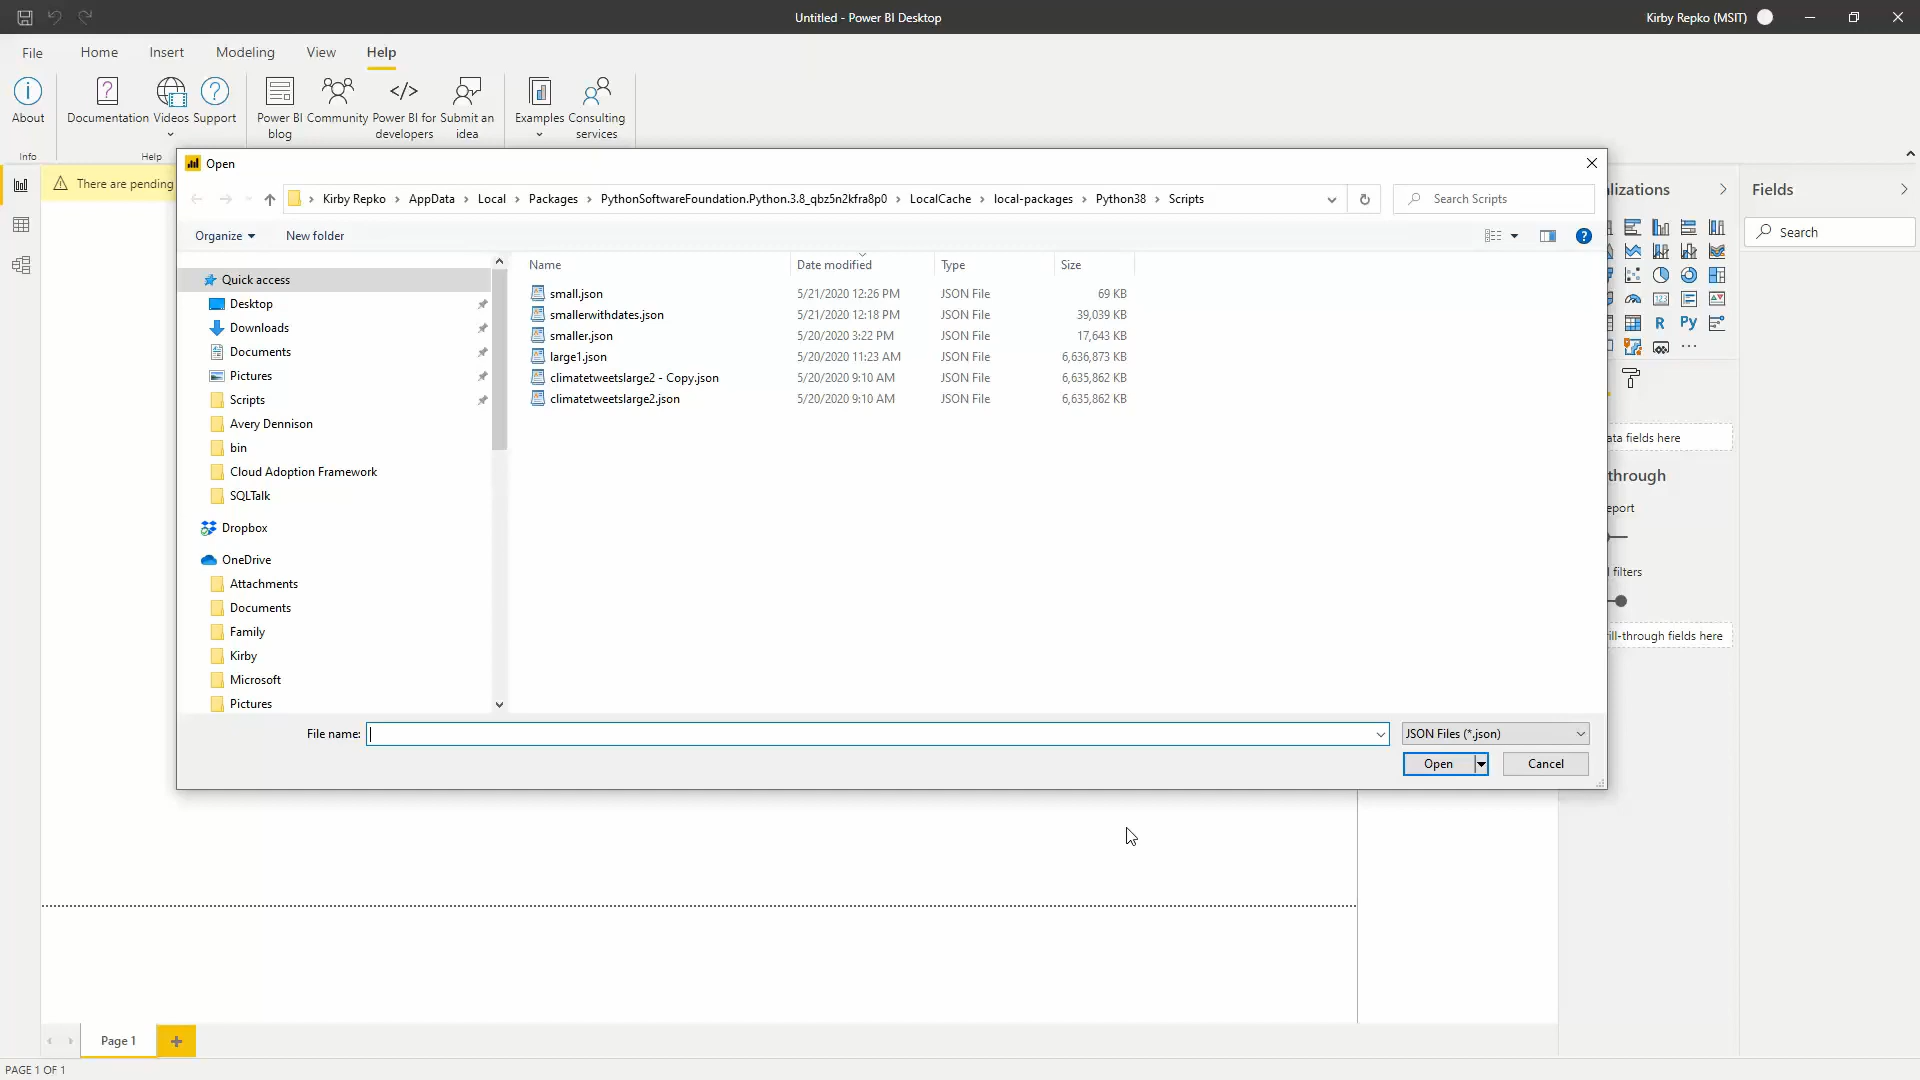 Untitled - Power BI Desktop
Kirby Repko (MSIT)
File Home Insert Modeling View Help
About
Documentation Videos Support
Power BI blog
Community
Power BI for developers
Submit an idea
Examples
Consulting services
Info
Help
There are pending
Open
Kirby Repko > AppData > Local > Packages > PythonSoftwareFoundation.Python.3.8_qbz5n2kfra8p0 > LocalCache > local-packages > Python38 > Scripts
Search Scripts
Organize
New folder
Quick access
Desktop
Downloads
Documents
Pictures
Scripts
Avery Dennison
bin
Cloud Adoption Framework
SQLTalk
Dropbox
OneDrive
Attachments
Documents
Family
Kirby
Microsoft
Pictures
Name Date modified Type Size
small.json 5/21/2020 12:26 PM JSON File 69 KB
smallerwithdates.json 5/21/2020 12:18 PM JSON File 39,039 KB
smaller.json 5/20/2020 3:22 PM JSON File 17,643 KB
large1.json 5/20/2020 11:23 AM JSON File 6,636,873 KB
climatetweetslarge2 - Copy.json 5/20/2020 9:10 AM JSON File 6,635,862 KB
climatetweetslarge2.json 5/20/2020 9:10 AM JSON File 6,635,862 KB
File name:
JSON Files (*.json)
Open
Cancel
lizations
R Py
ata fields here
through
eport
l filters
ill-through fields here
Fields
Search
Page 1
PAGE 1 OF 1